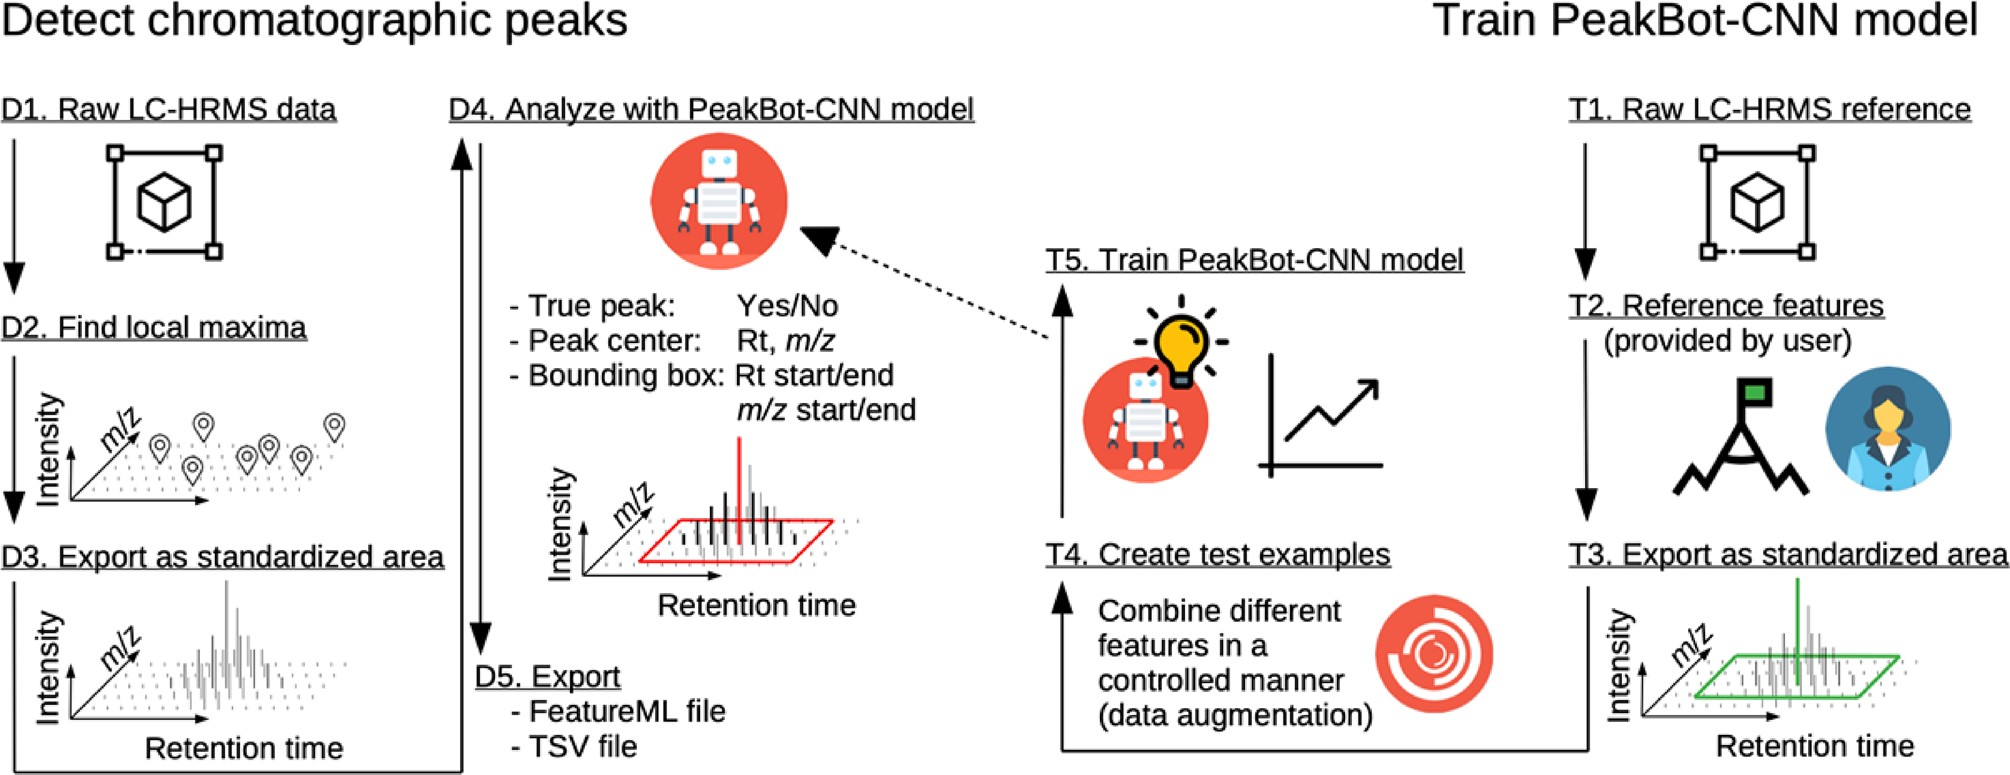 Detect chromatographic peaks
Train PeakBot-CNN model
D1. Raw LC-HRMS data
D2. Find local maxima
Intensity
m/z
D3. Export as standardized area
Intensity
m/z
Retention time
D4. Analyze with PeakBot-CNN model
- True peak: Yes/No
- Peak center: Rt, m/z
- Bounding box: Rt start/end
m/z start/end
Intensity
m/z
Retention time
D5. Export
- FeatureML file
- TSV file
T1. Raw LC-HRMS reference
T2. Reference features
(provided by user)
T3. Export as standardized area
Intensity
m/z
Retention time
T4. Create test examples
Combine different
features in a
controlled manner
(data augmentation)
T5. Train PeakBot-CNN model